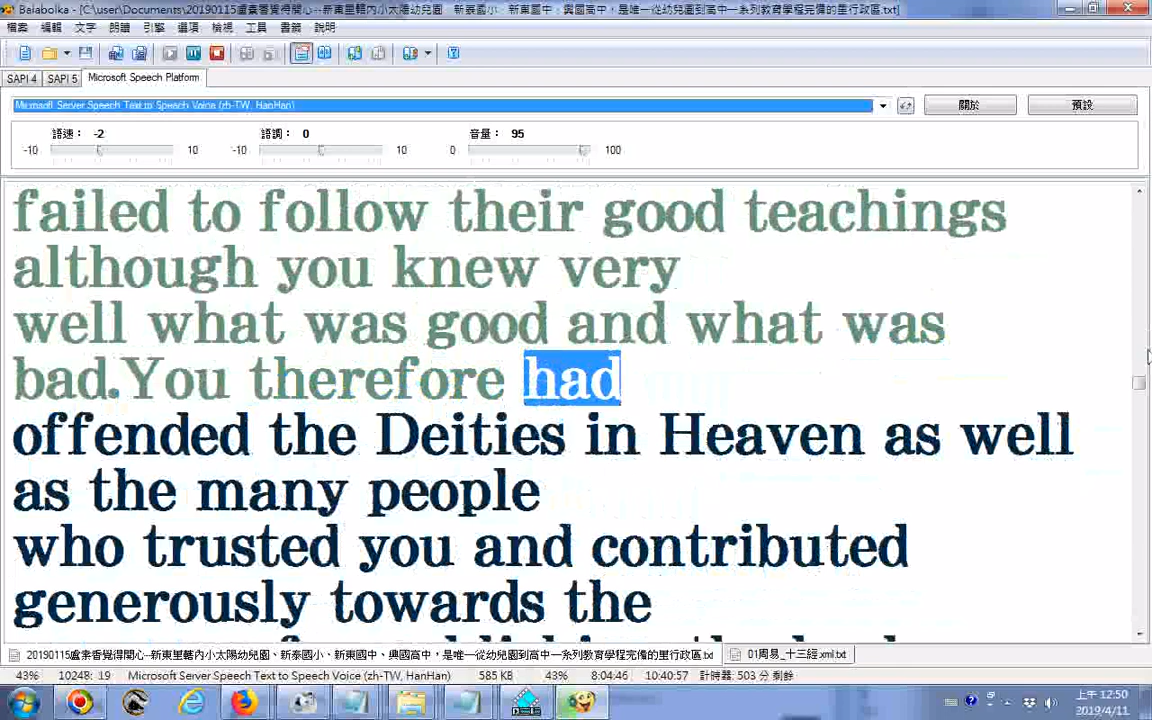 Balabolka - [C:\user\Documents\20190115盧素香覺得開心--新東里轄內小太陽幼兒園、新泰國小、新東國中、興國高中，是唯一從幼兒園到高中一系列教育學程完備的里行政區.txt]
檔案 編輯 文字 朗讀 引擎 選項 檢視 工具 書籤 說明
SAPI 4 SAPI 5 Microsoft Speech Platform
Microsoft Server Speech Text to Speech Voice (zh-TW, HanHan) 關於 預設
語速： -2 語調： 0 音量： 95
-10 10 -10 10 0 100
failed to follow their good teachings
although you knew very
well what was good and what was
bad.You therefore had
offended the Deities in Heaven as well
as the many people
who trusted you and contributed
generously towards the
20190115盧素香覺得開心--新東里轄內小太陽幼兒園、新泰國小、新東國中、興國高中，是唯一從幼兒園到高中一系列教育學程完備的里行政區.txt 01周易_十三經.xml.txt
43% 10248: 19 Microsoft Server Speech Text to Speech Voice (zh-TW, HanHan) 585 KB 43% 8:04:46 10:40:57 計時器: 503 分 剩餘
上午 12:50
2019/4/11